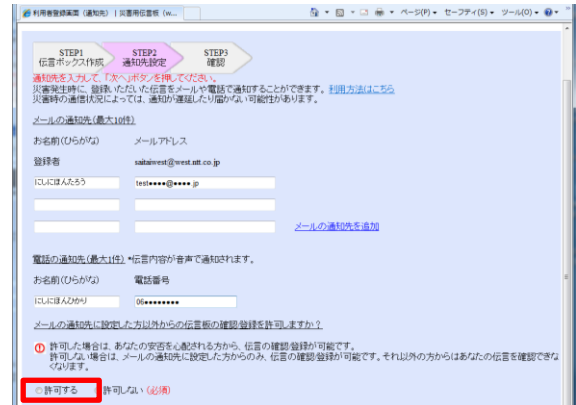 利用者登録画面（通知先） | 災害用伝言板（w...
ページ(P) セーフティ(S) ツール(O)
STEP1 STEP2 STEP3
伝言ボックス作成 通知先設定 確認
通知先を入力して、「次へ」ボタンを押してください。
災害発生時に、登録いただいた伝言をメールや電話で通知することができます。 利用方法はこちら
災害時の通信状況によっては、通知が遅延したり届かない可能性があります。
メールの通知先（最大10件）
お名前（ひらがな） メールアドレス
登録者 saitaiwest@west.ntt.co.jp
にしにほんたろう test●●●●@●●●●.jp
メールの通知先を追加
電話の通知先（最大1件） *伝言内容が音声で通知されます。
お名前（ひらがな） 電話番号
にしにほんひかり 06●●●●●●●●
メールの通知先に設定した方以外からの伝言板の確認/登録を許可しますか？
許可した場合は、あなたの安否を心配される方から、伝言の確認/登録が可能です。
許可しない場合は、メールの通知先に設定した方からのみ、伝言の確認/登録が可能です。それ以外の方からはあなたの伝言を確認できな
くなります。
許可する 許可しない (必須)